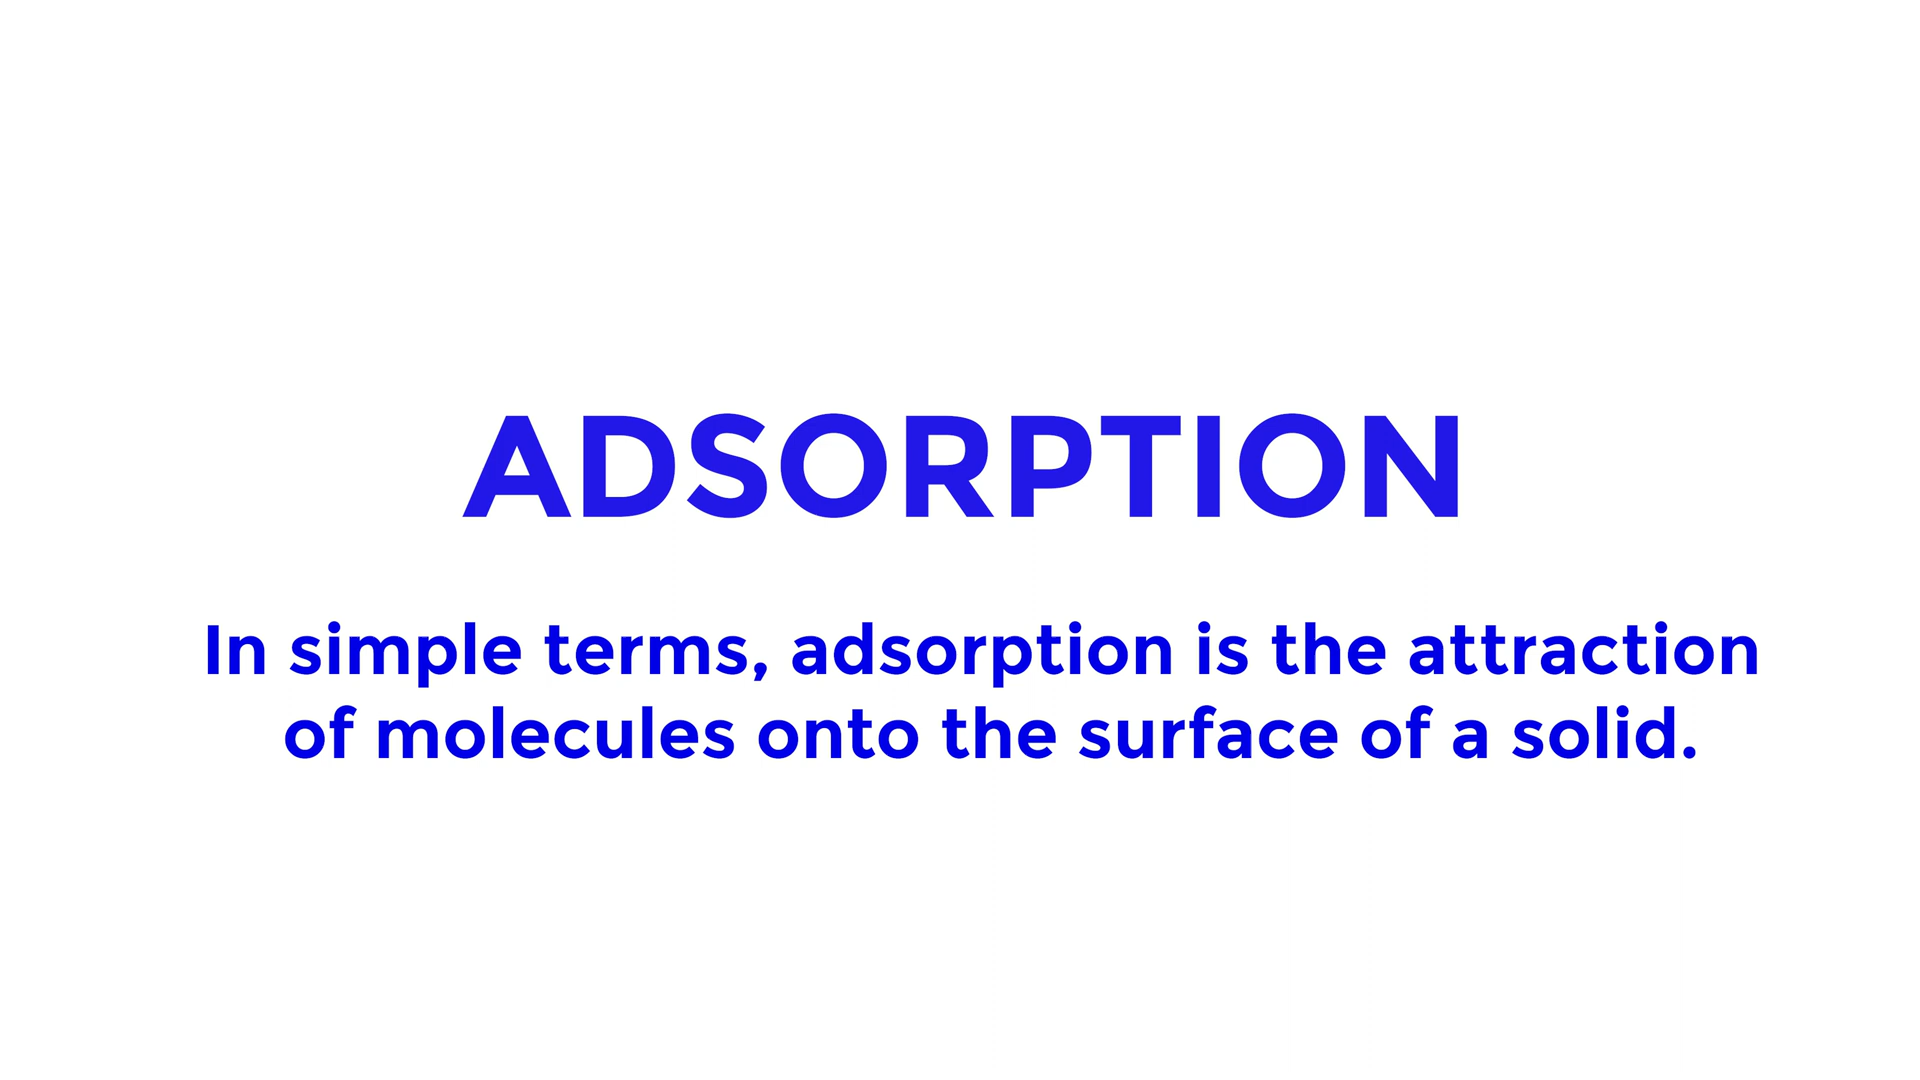 ADSORPTION
In simple terms, adsorption is the attraction
of molecules onto the surface of a solid.